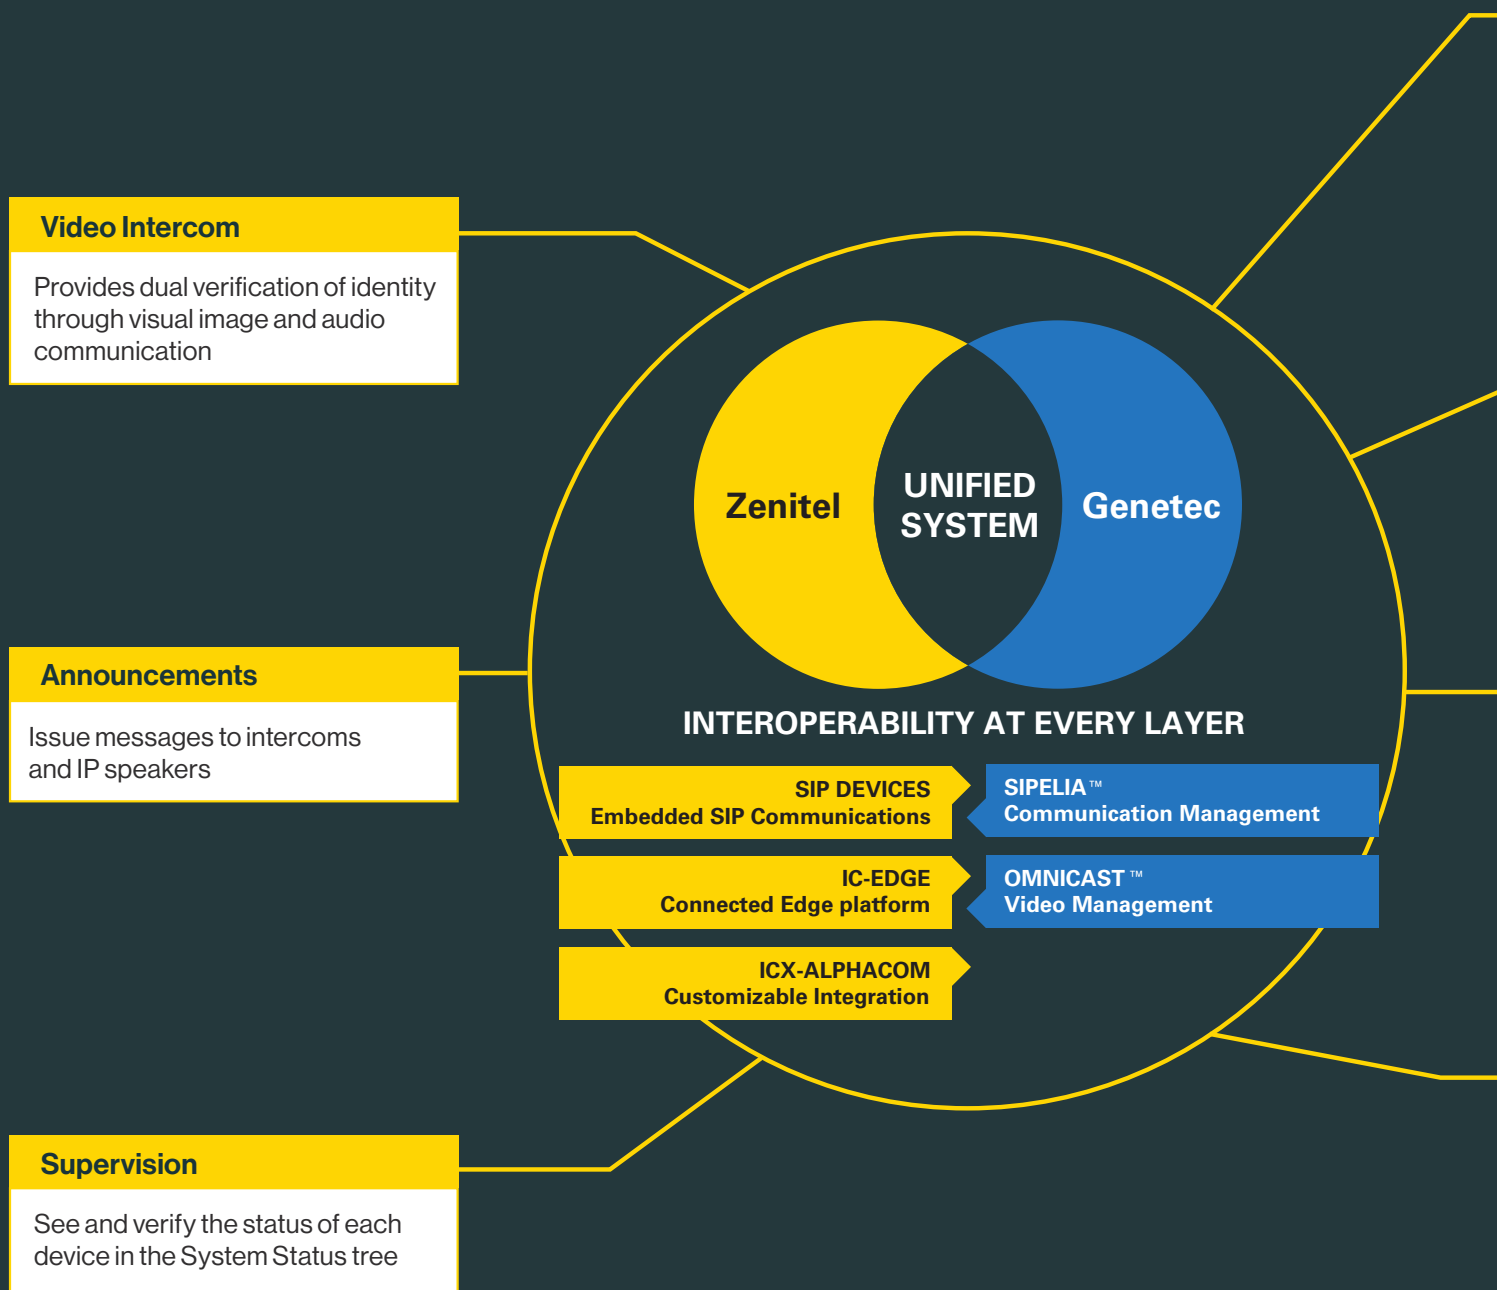 Video Intercom
Provides dual verification of identity
through visual image and audio
communication
Announcements
Issue messages to intercoms
and IP speakers
Supervision
See and verify the status of each
device in the System Status tree
Zenitel
UNIFIED
SYSTEM
Genetec
INTEROPERABILITY AT EVERY LAYER
SIP DEVICES
Embedded SIP Communications
SIPELIA™
Communication Management
IC-EDGE
Connected Edge platform
OMNICAST™
Video Management
ICX-ALPHACOM
Customizable Integration